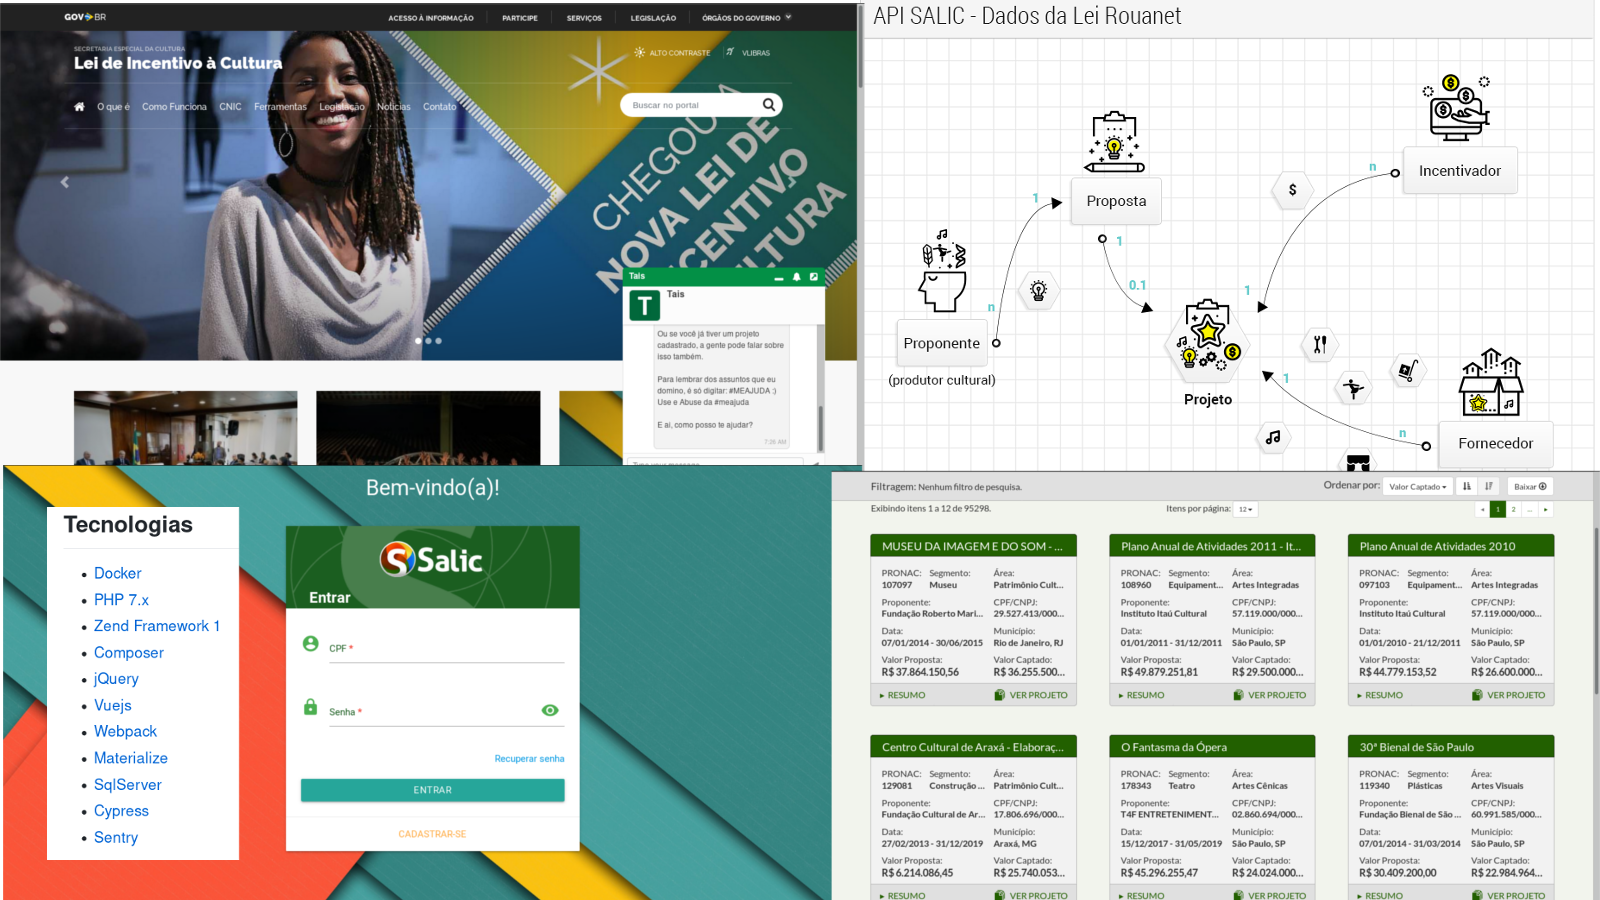 GOV BR
ACESSO À INFORMAÇÃO
PARTICIPE
SERVIÇOS
LEGISLAÇÃO
ÓRGÃOS DO GOVERNO
SECRETARIA ESPECIAL DA CULTURA
Lei de Incentivo à Cultura
ALTO CONTRASTE
VLIBRAS
O que é
Como Funciona
CNIC
Ferramentas
Legislação
Notícias
Contato
Buscar no portal
CHEGOU A
NOVA LEI DE
INCENTIVO
CULTURA
Tais
T
Tais
Ou se você já tiver um projeto
cadastrado, a gente pode falar sobre
isso também.
Para lembrar dos assuntos que eu
domino, é só digitar: #MEAJUDA :)
Use e Abuse da #meajuda
E ai, como posso te ajudar?
7:06 AM
API SALIC - Dados da Lei Rouanet
Proposta
Incentivador
Proponente
(produtor cultural)
Projeto
Fornecedor
1
n
1
0.1
n
1
1
n
$
Bem-vindo(a)!
Tecnologias
Docker
PHP 7.x
Zend Framework 1
Composer
jQuery
Vuejs
Webpack
Materialize
SqlServer
Cypress
Sentry
Salic
Entrar
CPF *
Senha *
Recuperar senha
ENTRAR
CADASTRAR-SE
Filtragem: Nenhum filtro de pesquisa.
Ordenar por: Valor Captado
Baixar
Exibindo itens 1 a 12 de 95298.
Itens por página: 12
1 2 ...
MUSEU DA IMAGEM E DO SOM - ...
PRONAC: Segmento: Área:
107097 Museu Patrimônio Cult...
Proponente: CPF/CNPJ:
Fundação Roberto Mari... 29.527.413/000...
Data: Município:
07/01/2014 - 30/06/2015 Rio de Janeiro, RJ
Valor Proposta: Valor Captado:
R$ 37.864.150,56 R$ 36.255.500...
RESUMO VER PROJETO
Plano Anual de Atividades 2011 - It...
PRONAC: Segmento: Área:
108960 Equipament... Artes Integradas
Proponente: CPF/CNPJ:
Instituto Itaú Cultural 57.119.000/000...
Data: Município:
01/01/2011 - 31/12/2011 São Paulo, SP
Valor Proposta: Valor Captado:
R$ 49.879.251,81 R$ 29.500.000...
RESUMO VER PROJETO
Plano Anual de Atividades 2010
PRONAC: Segmento: Área:
097103 Equipament... Artes Integradas
Proponente: CPF/CNPJ:
Instituto Itaú Cultural 57.119.000/000...
Data: Município:
01/01/2010 - 21/12/2011 São Paulo, SP
Valor Proposta: Valor Captado:
R$ 44.779.153,52 R$ 26.600.000...
RESUMO VER PROJETO
Centro Cultural de Araxá - Elaboraç...
PRONAC: Segmento: Área:
129081 Construção ... Patrimônio Cult...
Proponente: CPF/CNPJ:
Fundação Cultural de Ar... 17.806.696/000...
Data: Município:
27/02/2013 - 31/12/2019 Araxá, MG
Valor Proposta: Valor Captado:
R$ 6.214.086,45 R$ 25.740.053...
RESUMO VER PROJETO
O Fantasma da Ópera
PRONAC: Segmento: Área:
178343 Teatro Artes Cênicas
Proponente: CPF/CNPJ:
T4F ENTRETENIMENT... 02.860.694/000...
Data: Município:
15/12/2017 - 31/05/2019 São Paulo, SP
Valor Proposta: Valor Captado:
R$ 45.296.255,47 R$ 24.024.000...
RESUMO VER PROJETO
30ª Bienal de São Paulo
PRONAC: Segmento: Área:
119340 Plásticas Artes Visuais
Proponente: CPF/CNPJ:
Fundação Bienal de São ... 60.991.585/000...
Data: Município:
07/01/2014 - 31/03/2014 São Paulo, SP
Valor Proposta: Valor Captado:
R$ 30.409.200,00 R$ 22.984.964...
RESUMO VER PROJETO